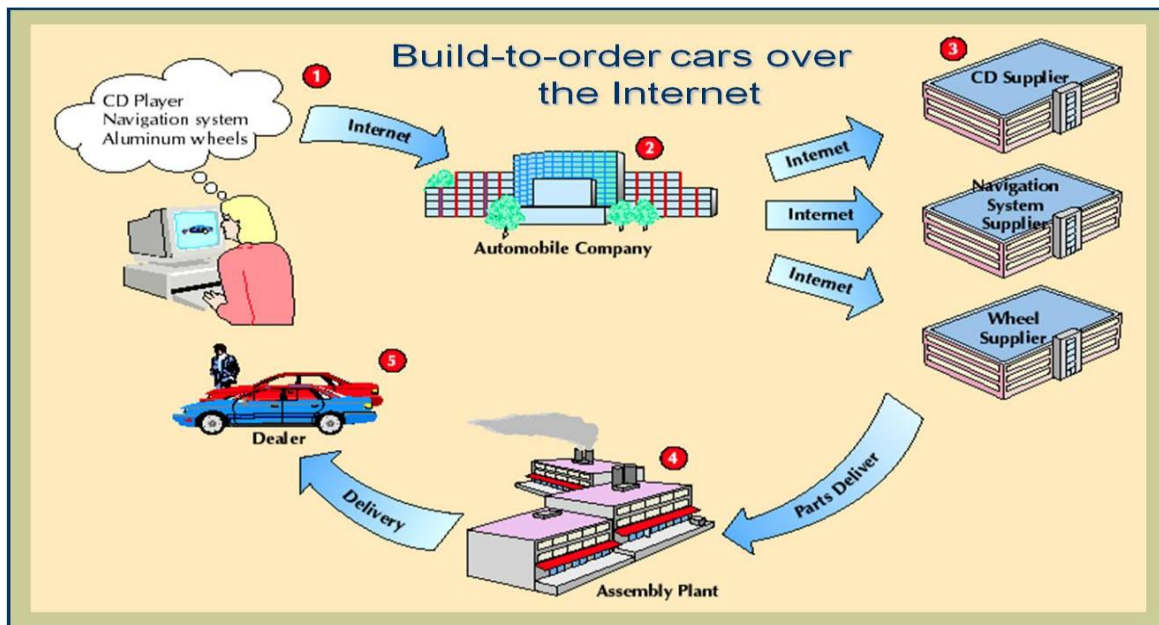 Build-to-order cars over
the Internet
1
CD Player
Navigation system
Aluminum wheels
Internet
2
Automobile Company
Internet
Internet
Internet
3
CD Supplier
Navigation
System
Supplier
Wheel
Supplier
Parts Deliver
4
Assembly Plant
Delivery
5
Dealer